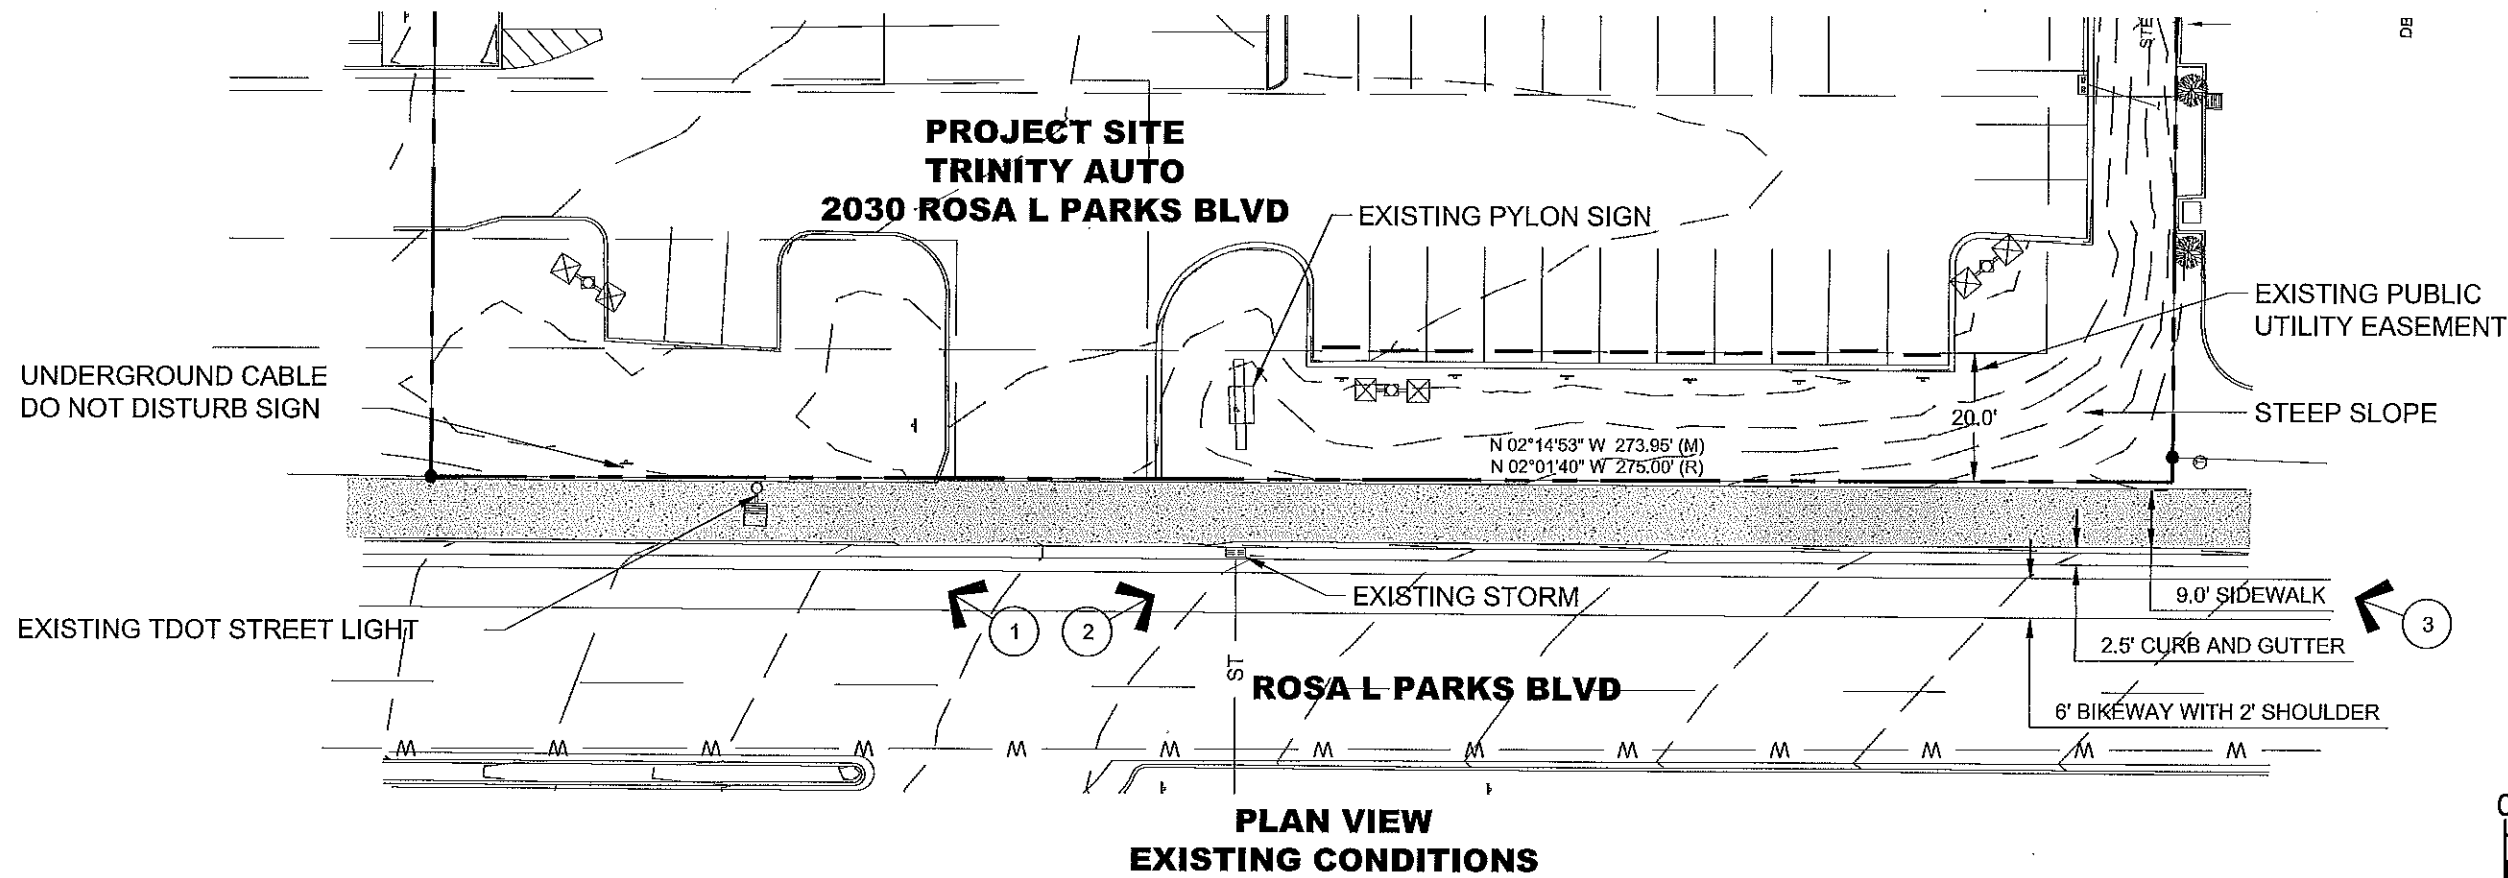 STE
DB
PROJECT SITE
TRINITY AUTO
2030 ROSA L PARKS BLVD
EXISTING PYLON SIGN
EXISTING PUBLIC
UTILITY EASEMENT
UNDERGROUND CABLE
DO NOT DISTURB SIGN
20.0'
STEEP SLOPE
N 02°14'53" W 273.95' (M)
N 02°01'40" W 275.00' (R)
EXISTING STORM
9.0' SIDEWALK
EXISTING TDOT STREET LIGHT
1
2
3
2.5' CURB AND GUTTER
ST
ROSA L PARKS BLVD
6' BIKEWAY WITH 2' SHOULDER
W W W W W W W W W W W W W
PLAN VIEW
EXISTING CONDITIONS